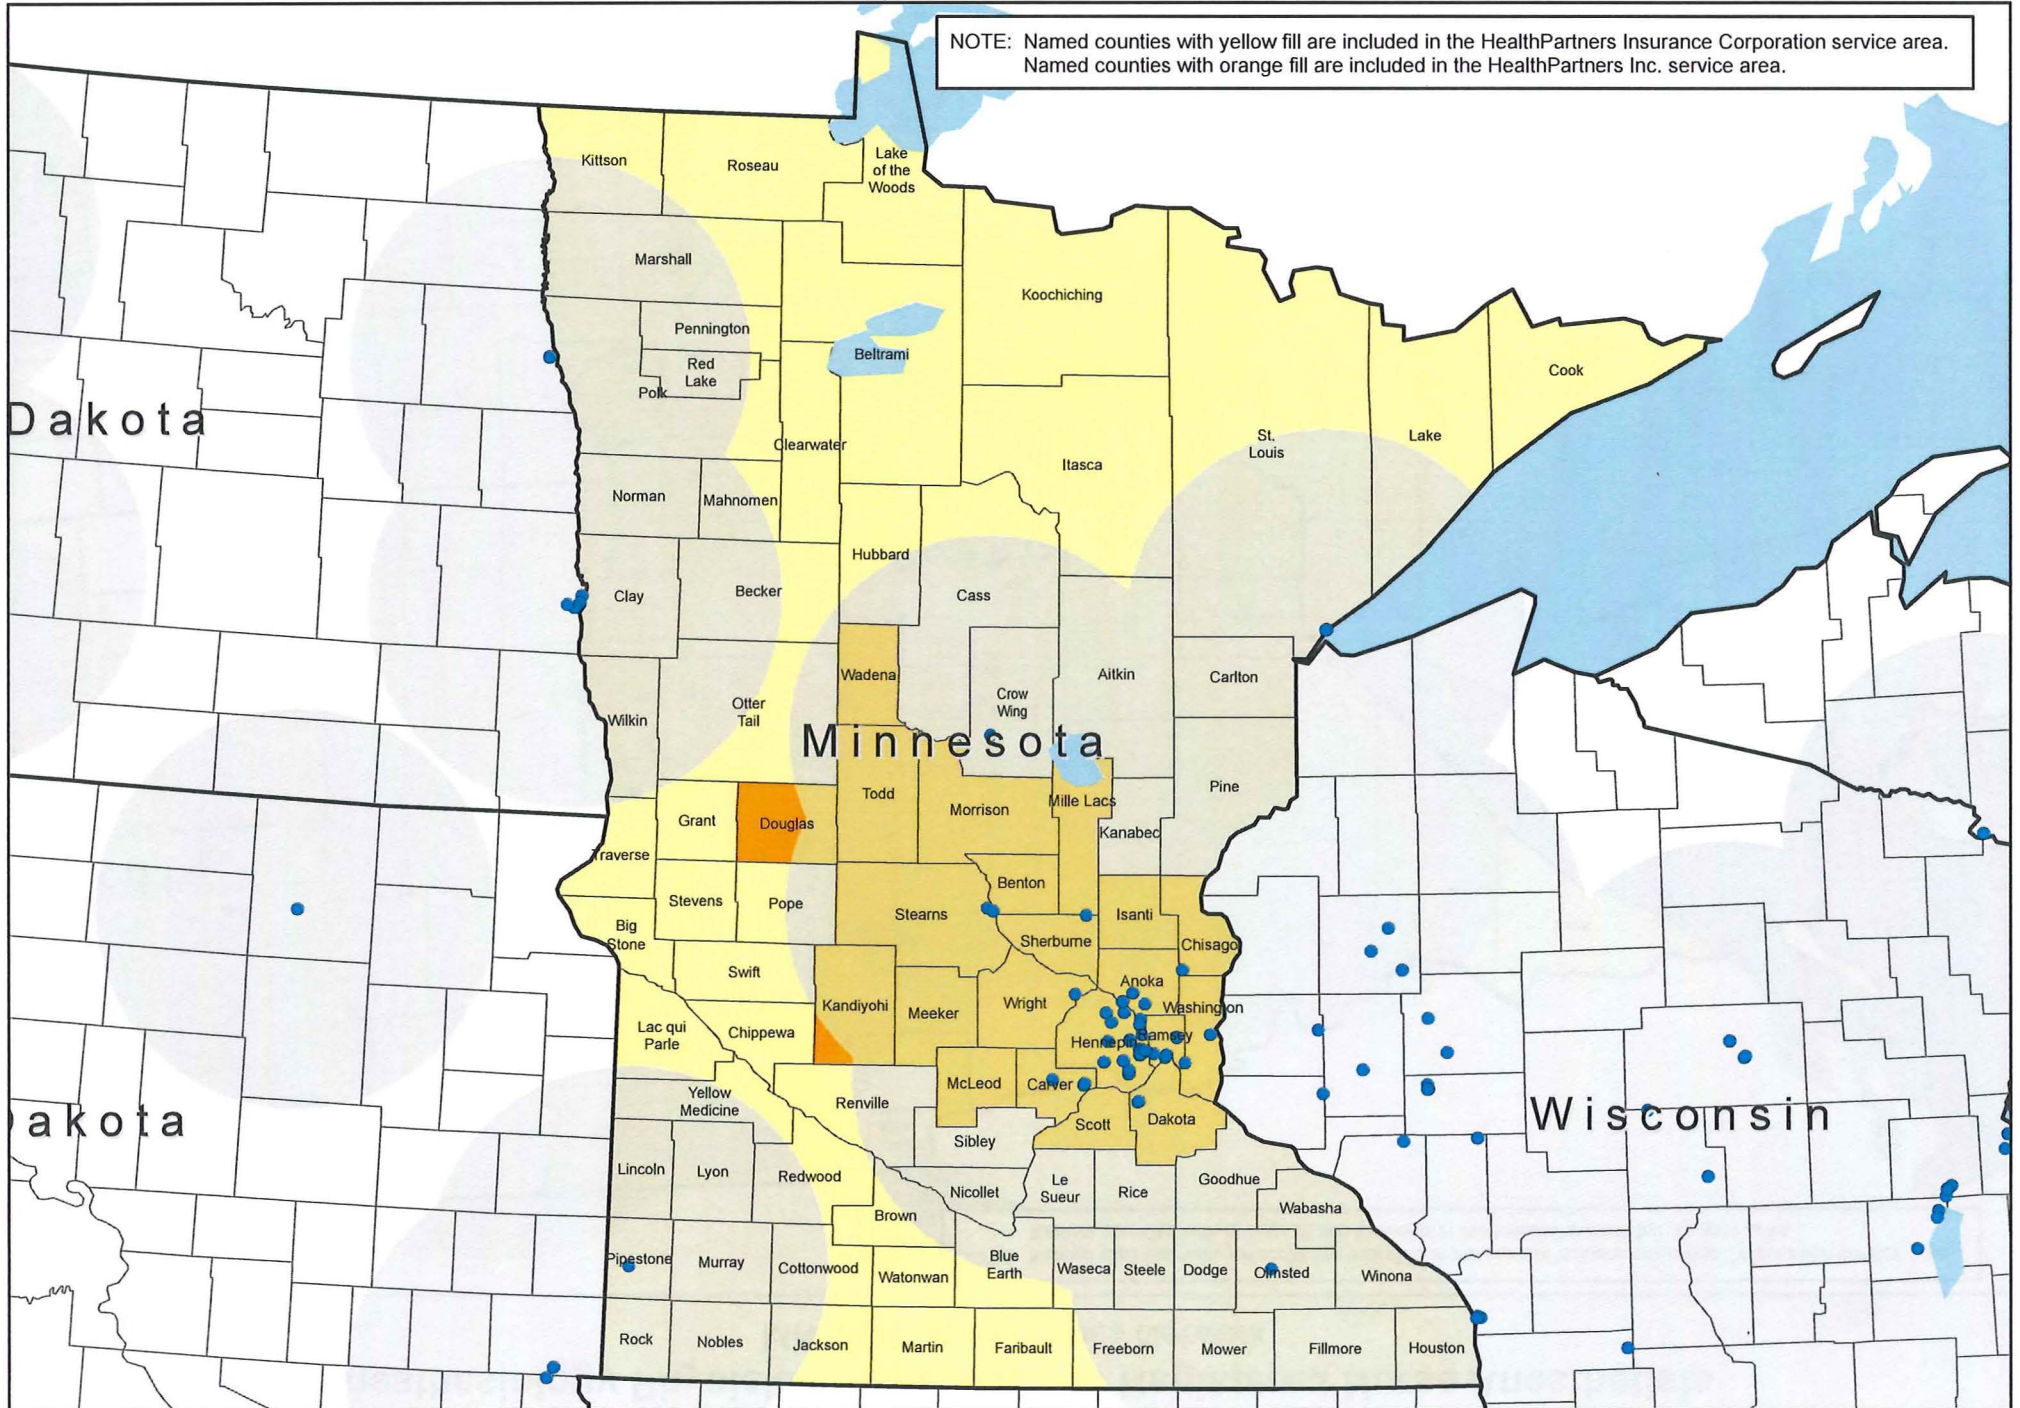 NOTE: Named counties with yellow fill are included in the HealthPartners Insurance Corporation service area.
Named counties with orange fill are included in the HealthPartners Inc. service area.
Kittson
Roseau
Lake
of the
Woods
Marshall
Koochiching
Pennington
Beltrami
Red
Lake
Cook
Polk
Dakota
St.
Louis
Lake
Clearwater
Itasca
Norman
Mahnomen
Hubbard
Clay
Becker
Cass
Wadena
Aitkin
Carlton
Crow
Wing
Otter
Tail
Wilkin
Minnesota
Pine
Todd
Mille Lacs
Morrison
Grant
Douglas
Kanabec
Traverse
Benton
Stevens
Pope
Stearns
Isanti
Big
Stone
Sherburne
Chisago
Swift
Anoka
Kandiyohi
Wright
Washington
Meeker
Lac qui
Parle
Chippewa
Hennepin
Ramsey
McLeod
Carver
Yellow
Medicine
Renville
akota
Wisconsin
Scott
Dakota
Sibley
Lincoln
Lyon
Redwood
Nicollet
Le
Sueur
Rice
Goodhue
Wabasha
Brown
Pipestone
Murray
Cottonwood
Watonwan
Blue
Earth
Waseca
Steele
Dodge
Olmsted
Winona
Rock
Nobles
Jackson
Martin
Faribault
Freeborn
Mower
Fillmore
Houston